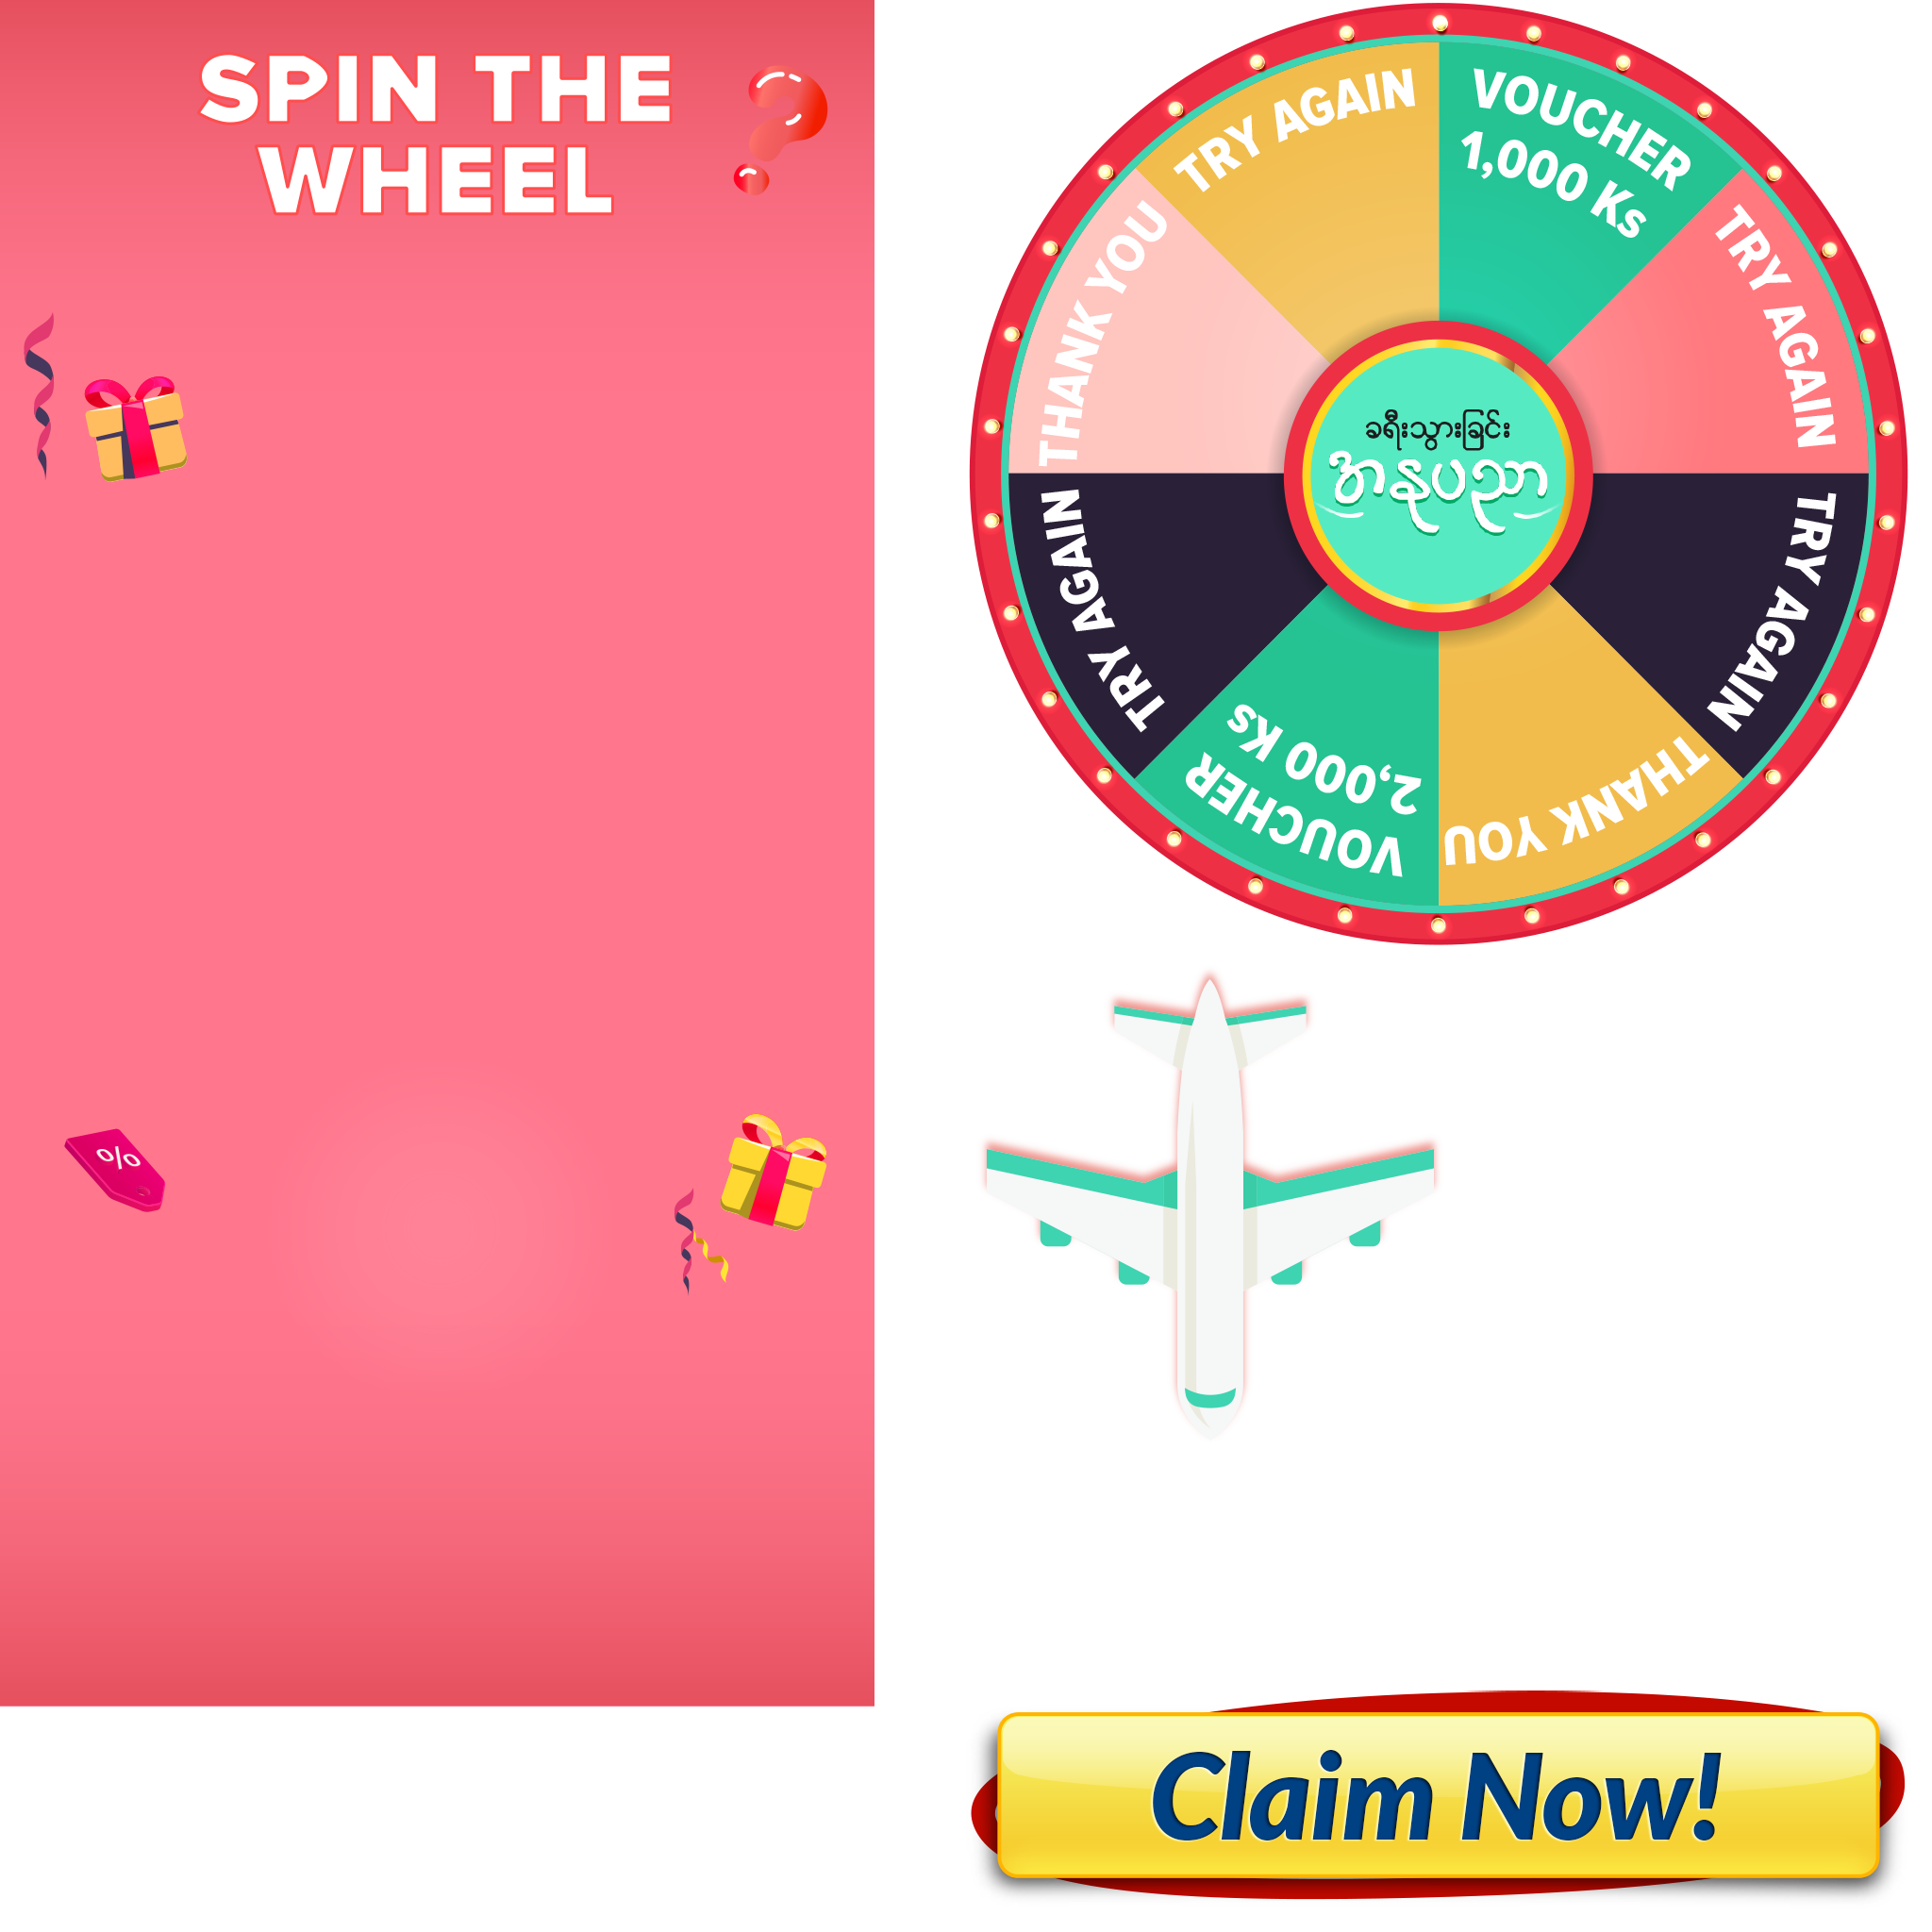 SPIN THE
WHEEL
?
TRY AGAIN
VOUCHER
1,000 Ks
TRY AGAIN
TRY AGAIN
THANK YOU
VOUCHER
2,000 Ks
TRY AGAIN
THANK YOU
ခရီးသွားခြင်း
အနုပညာ
%
Claim Now!